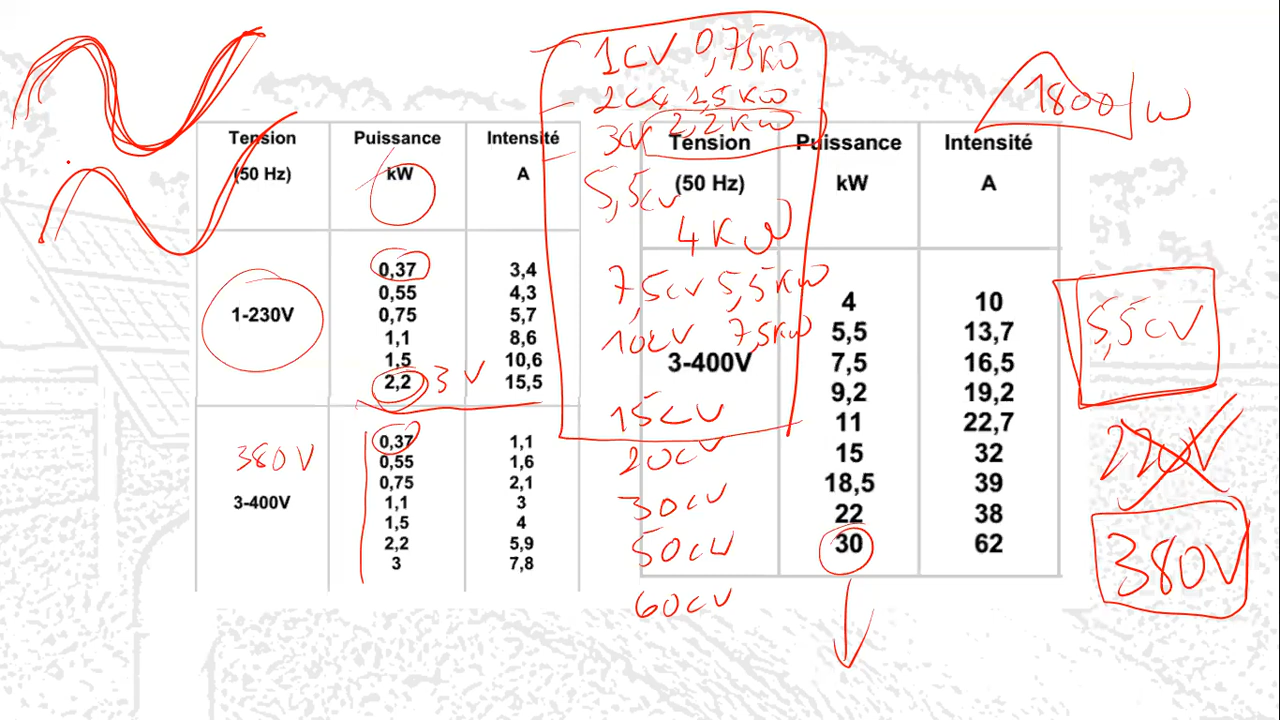 1CV 0,75KW
2CV 1,5KW
3CV 2,2KW
5,5CV
4KW
7,5CV 5,5KW
10CV 7,5KW
15CV
20CV
30CV
50CV
60CV
1800W
Tension Puissance Intensité
(50 Hz) kW A
1-230V
0,37 3,4
0,55 4,3
0,75 5,7
1,1 8,6
1,5 10,6
2,2 3 V 15,5
380V
3-400V
0,37 1,1
0,55 1,6
0,75 2,1
1,1 3
1,5 4
2,2 5,9
3 7,8
Tension Puissance Intensité
(50 Hz) kW A
3-400V
4 10
5,5 13,7
7,5 16,5
9,2 19,2
11 22,7
15 32
18,5 39
22 38
30 62
5,5CV
220V
380V